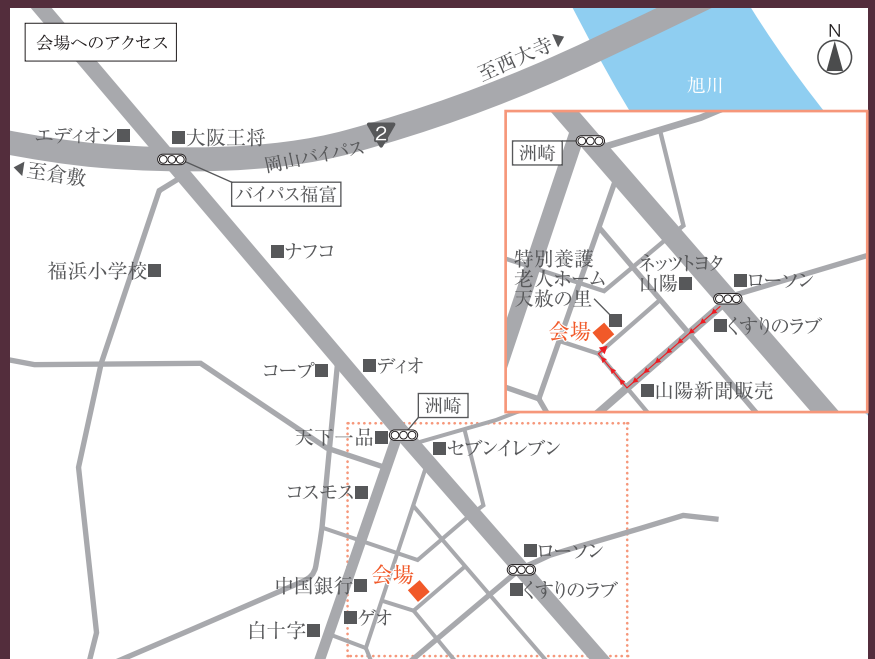 会場へのアクセス
至西大寺
N
旭川
エディオン
大阪王将
2
岡山バイパス
至倉敷
バイパス福富
福浜小学校
ナフコ
コープ
ディオ
洲崎
天下一品
セブンイレブン
コスモス
ローソン
会場
中国銀行
くすりのラブ
ゲオ
白十字
洲崎
特別養護
老人ホーム
天赦の里
ネッツトヨタ
山陽
ローソン
会場
くすりのラブ
山陽新聞販売